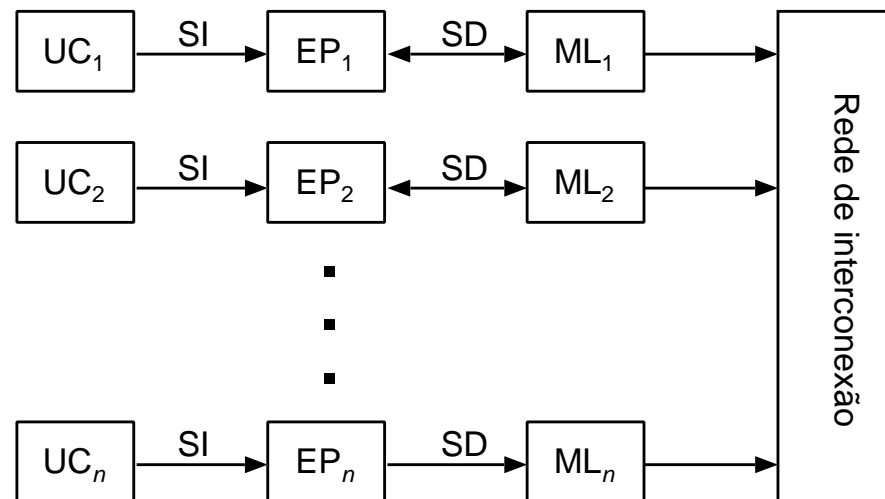 SI SD
UC1 EP1 ML1
SI SD
UC2 EP2 ML2
SI SD
UCn EPn MLn
Rede de interconexão